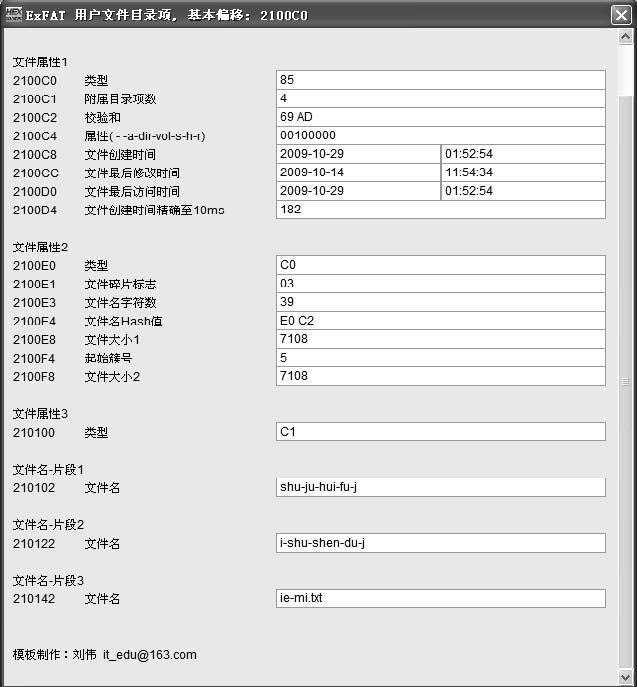 ExFAT 用户文件目录项, 基本偏移: 2100C0
文件属性1
2100C0 类型 85
2100C1 附属目录项数 4
2100C2 校验和 69 AD
2100C4 属性(--a-dir-vol-s-h-r) 00100000
2100C8 文件创建时间 2009-10-29 01:52:54
2100CC 文件最后修改时间 2009-10-14 11:54:34
2100D0 文件最后访问时间 2009-10-29 01:52:54
2100D4 文件创建时间精确至10ms 182
文件属性2
2100E0 类型 C0
2100E1 文件碎片标志 03
2100E3 文件名字符数 39
2100E4 文件名Hash值 E0 C2
2100E8 文件大小1 7108
2100F4 起始簇号 5
2100F8 文件大小2 7108
文件属性3
210100 类型 C1
文件名-片段1
210102 文件名 shu-ju-hui-fu-j
文件名-片段2
210122 文件名 i-shu-shen-du-j
文件名-片段3
210142 文件名 ie-mi.txt
模板制作：刘伟 it_edu@163.com